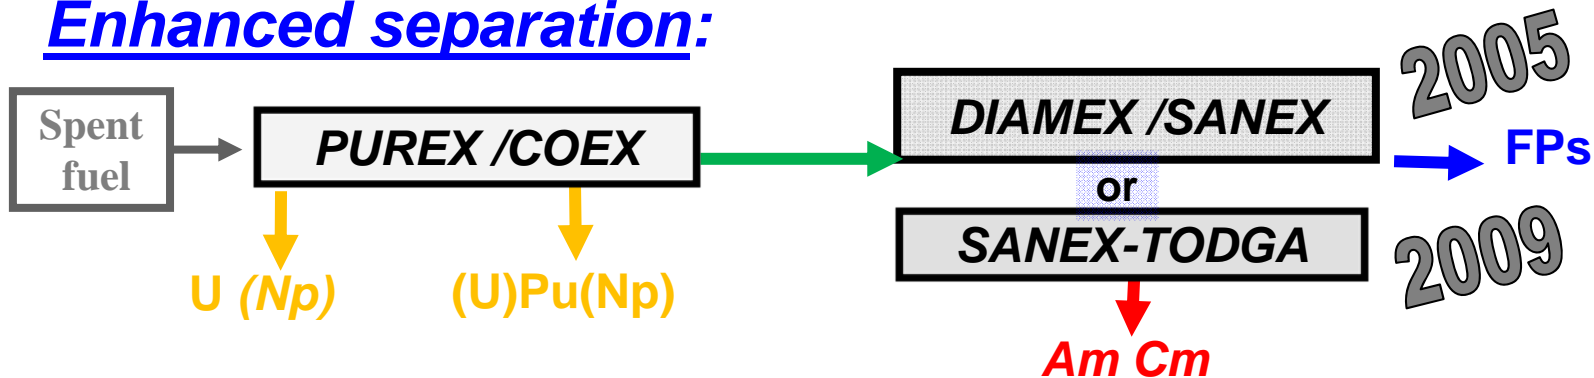 Enhanced separation:
Spent
fuel
PUREX /COEX
U (Np)
(U)Pu(Np)
DIAMEX /SANEX
or
SANEX-TODGA
Am Cm
2005
FPs
2009